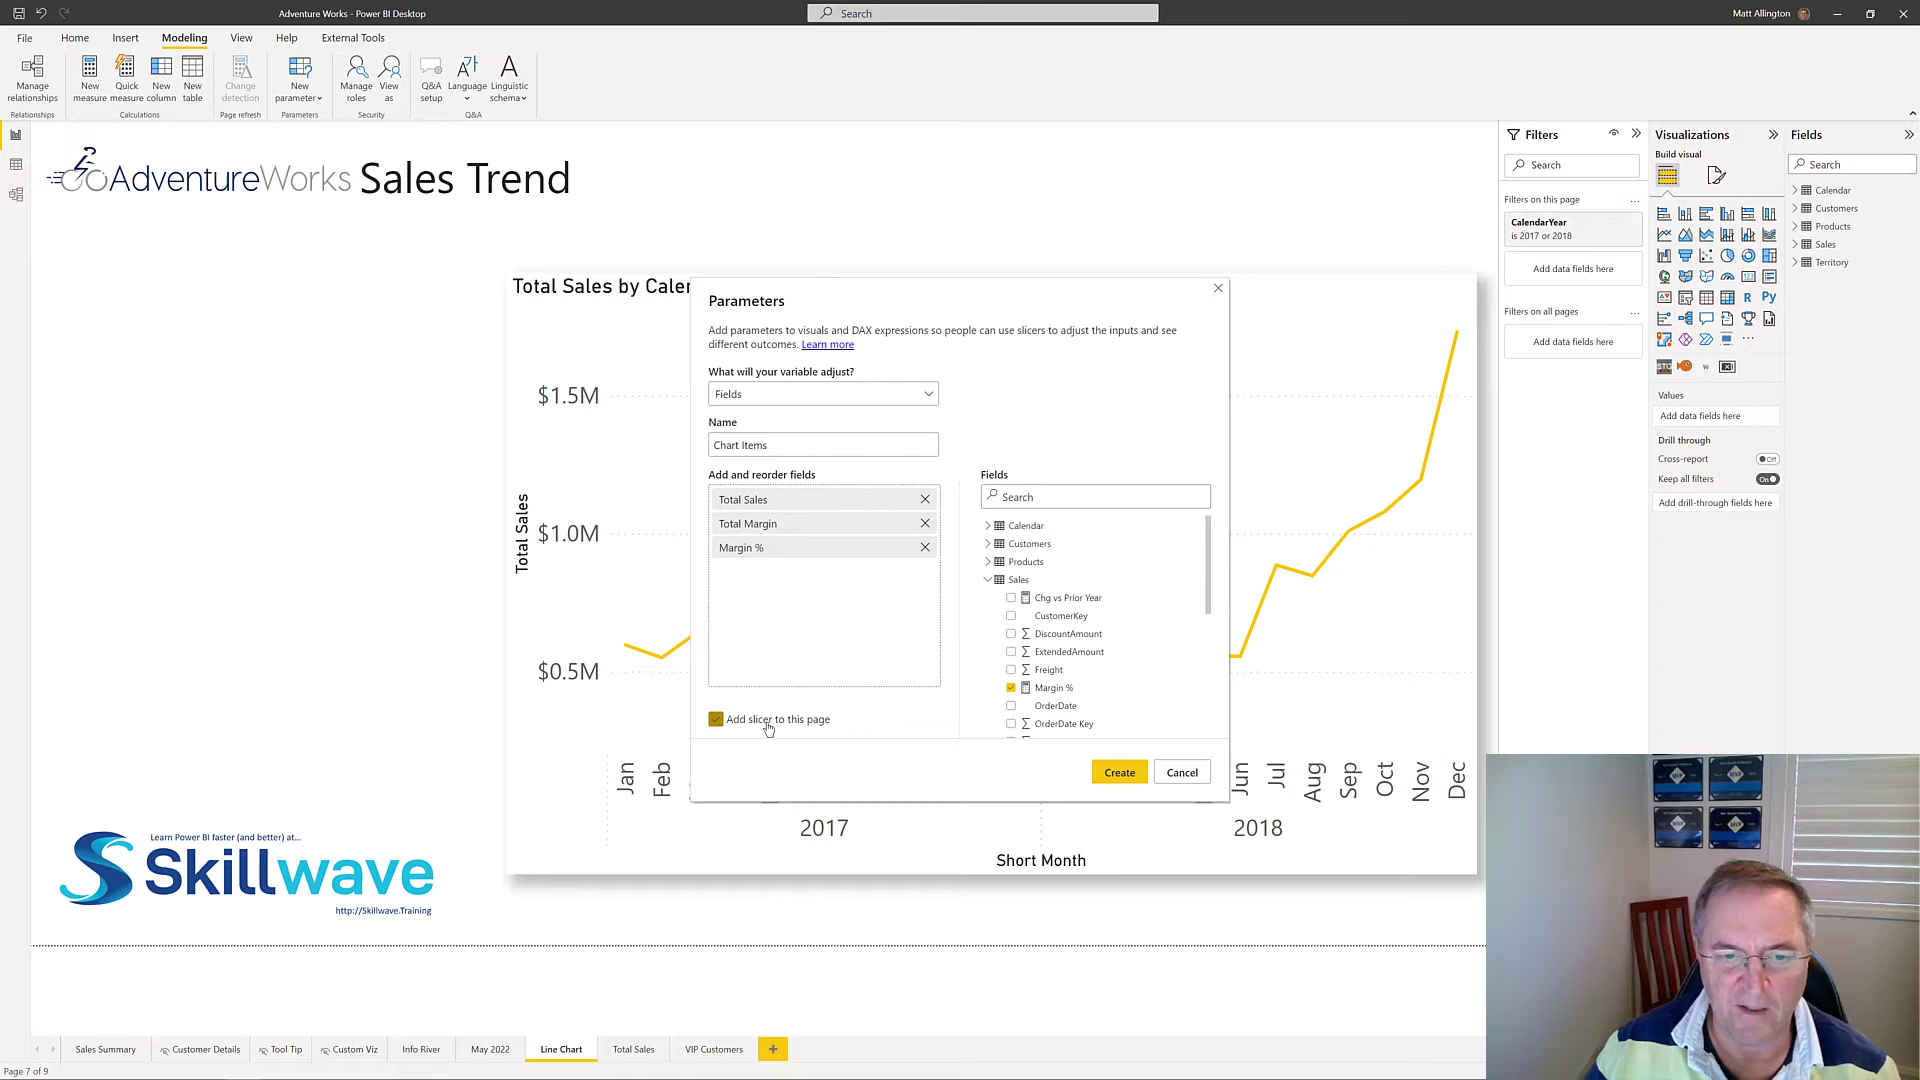 Adventure Works - Power BI Desktop
Search
Matt Allington
File
Home
Insert
Modeling
View
Help
External Tools
Manage
relationships
New
measure
Quick
measure
New
column
New
table
Change
detection
New
parameter
Manage
roles
View
as
Q&A
setup
Language
Linguistic
schema
Relationships
Calculations
Page refresh
Parameters
Security
Q&A
AdventureWorks Sales Trend
Total Sales by Caler
$1.5M
$1.0M
$0.5M
Total Sales
Jan
Feb
Jun
Jul
Aug
Sep
Oct
Nov
Dec
2017
2018
Short Month
Parameters
Add parameters to visuals and DAX expressions so people can use slicers to adjust the inputs and see
different outcomes. Learn more
What will your variable adjust?
Fields
Name
Chart Items
Add and reorder fields
Total Sales
Total Margin
Margin %
Add slicer to this page
Fields
Search
Calendar
Customers
Products
Sales
Chg vs Prior Year
CustomerKey
DiscountAmount
ExtendedAmount
Freight
Margin %
OrderDate
OrderDate Key
Create
Cancel
Filters
Search
Filters on this page
CalendarYear
is 2017 or 2018
Add data fields here
Filters on all pages
Add data fields here
Visualizations
Build visual
R
Py
Values
Add data fields here
Drill through
Cross-report
Off
Keep all filters
On
Add drill-through fields here
Fields
Search
Calendar
Customers
Products
Sales
Territory
Learn Power BI faster (and better) at...
Skillwave
http://Skillwave.Training
Sales Summary
Customer Details
Tool Tip
Custom Viz
Info River
May 2022
Line Chart
Total Sales
VIP Customers
Page 7 of 9